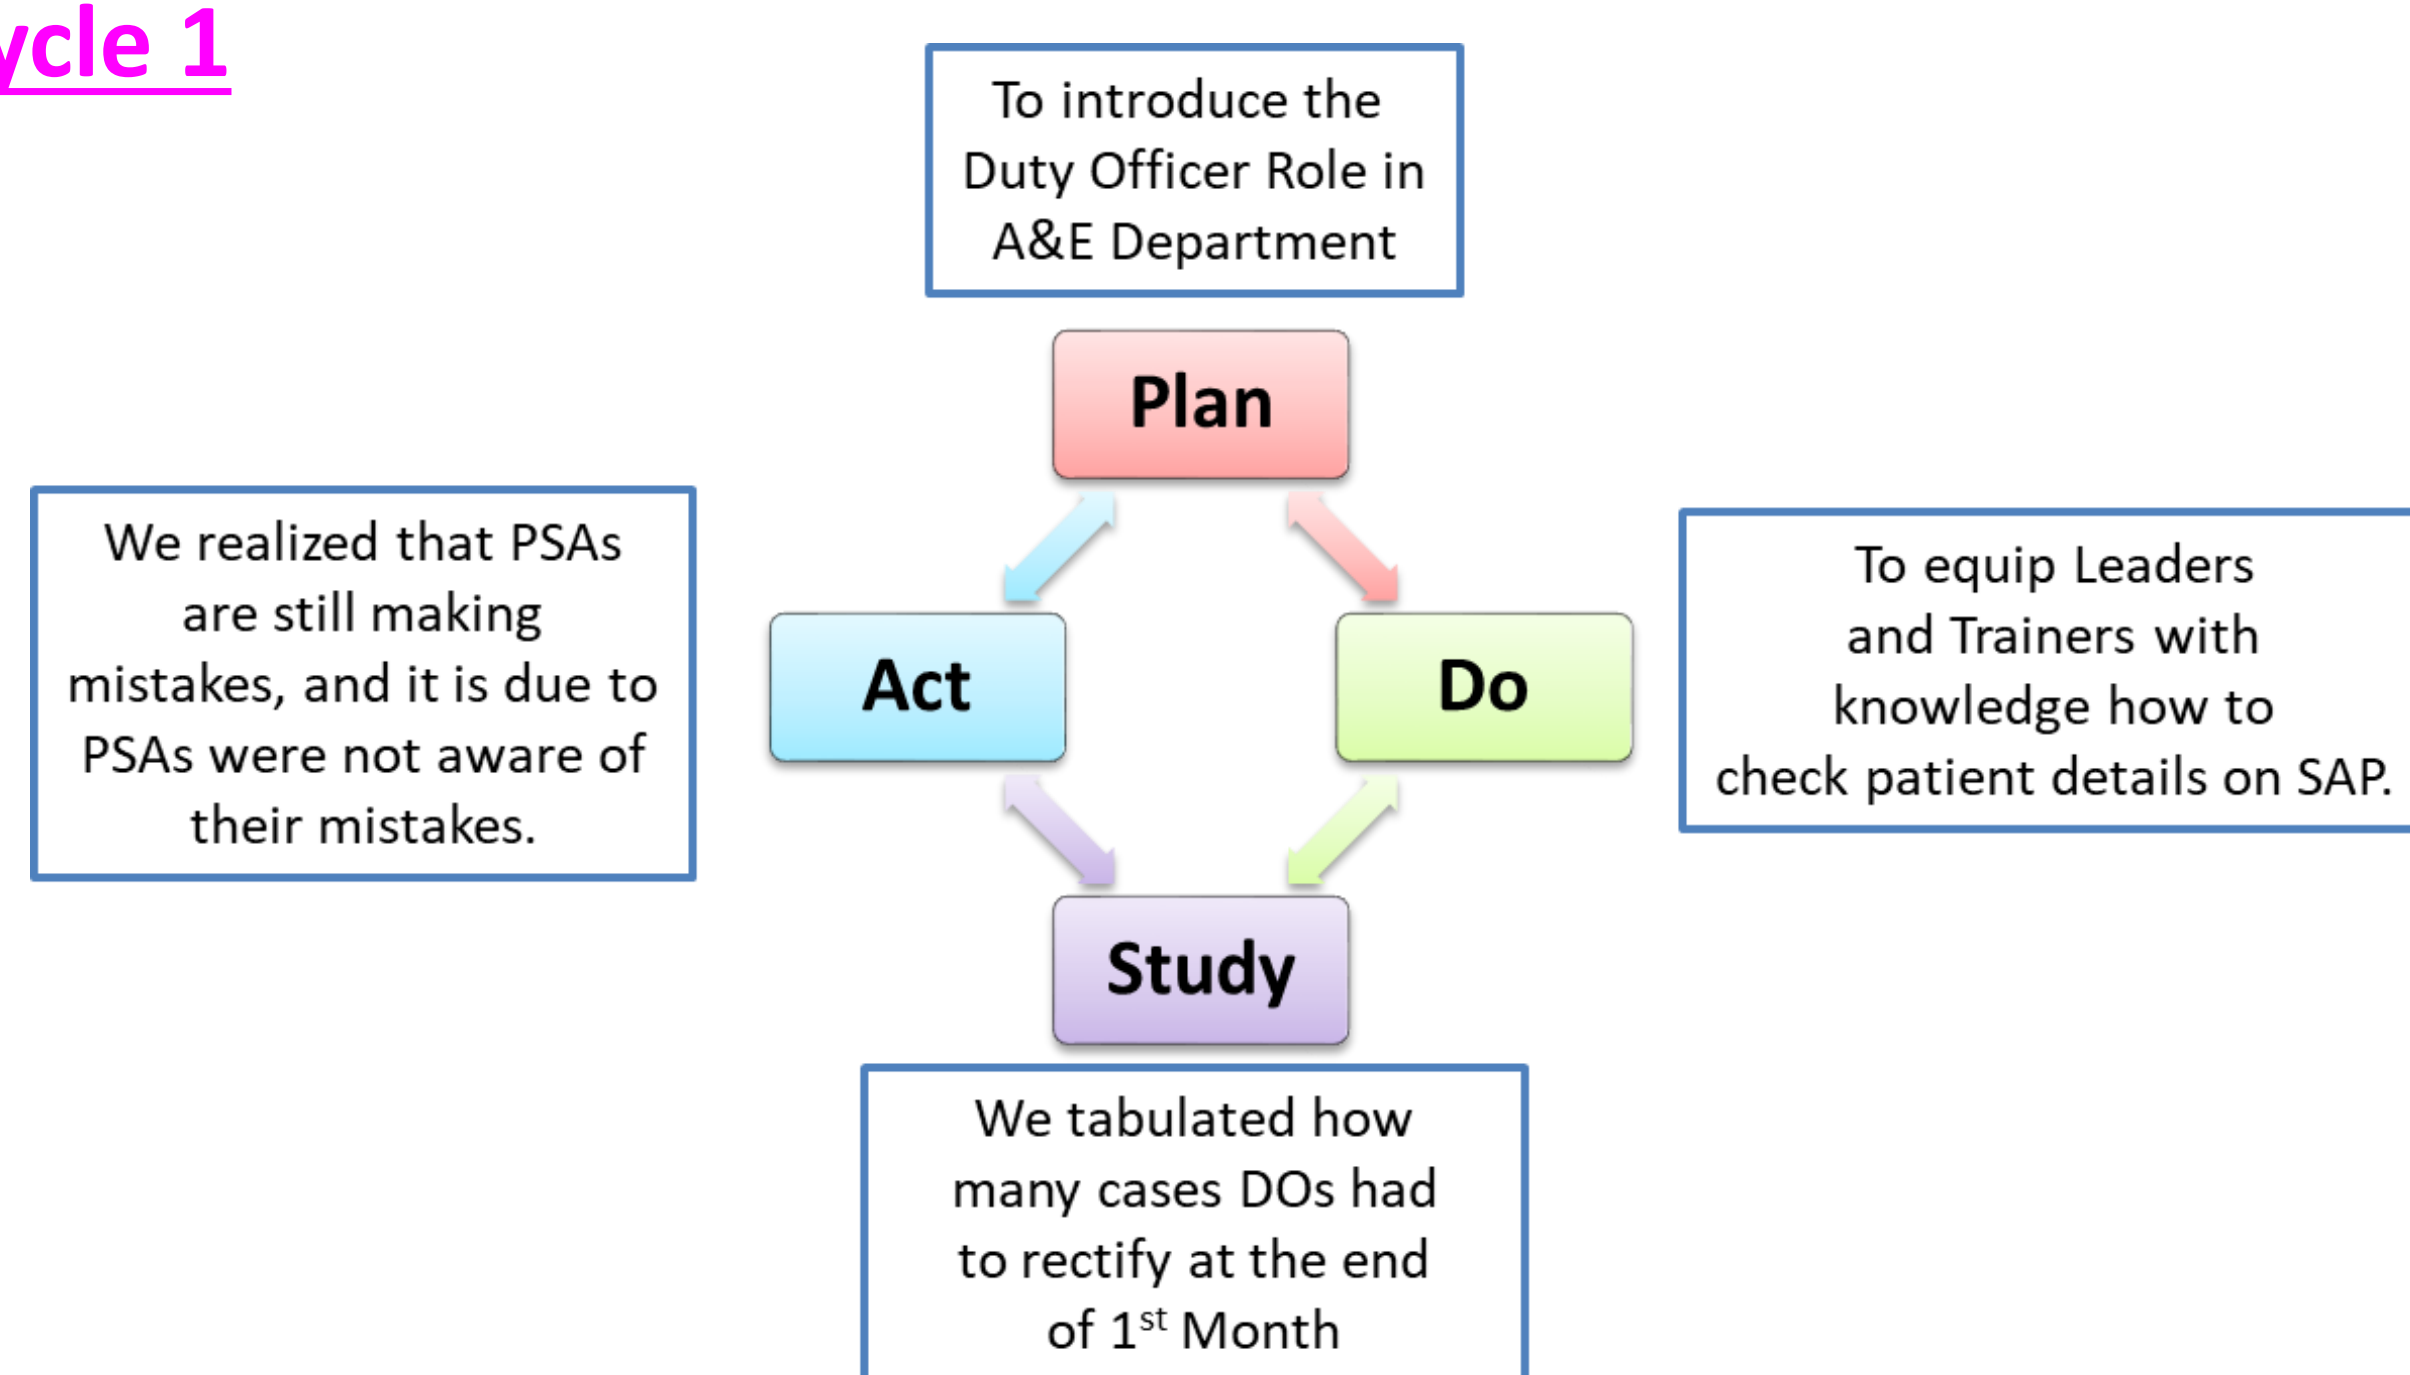 ycle 1
To introduce the
Duty Officer Role in
A&E Department
Plan
We realized that PSAs
are still making
mistakes, and it is due to
PSAs were not aware of
their mistakes.
Act
Do
To equip Leaders
and Trainers with
knowledge how to
check patient details on SAP.
Study
We tabulated how
many cases DOs had
to rectify at the end
of 1st Month